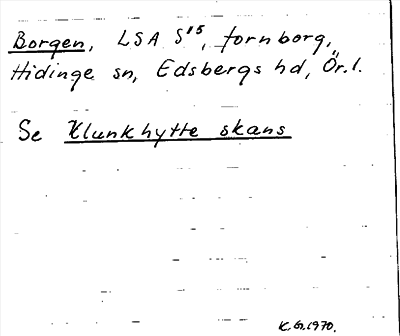 Borgen, LSA S15, fornborg,
Hidinge sn, Edsbergs hd, Ör.l.
Se Klunkhytte skans
K.G.1970.